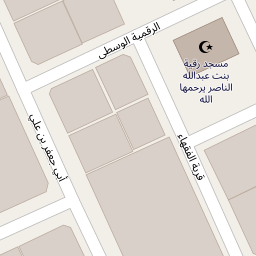 الرقمية الوسطى
مسجد رقية
بنت عبدالله
الناصر يرحمها
الله
قرية الفقهاء
أبي جعفر بن علي